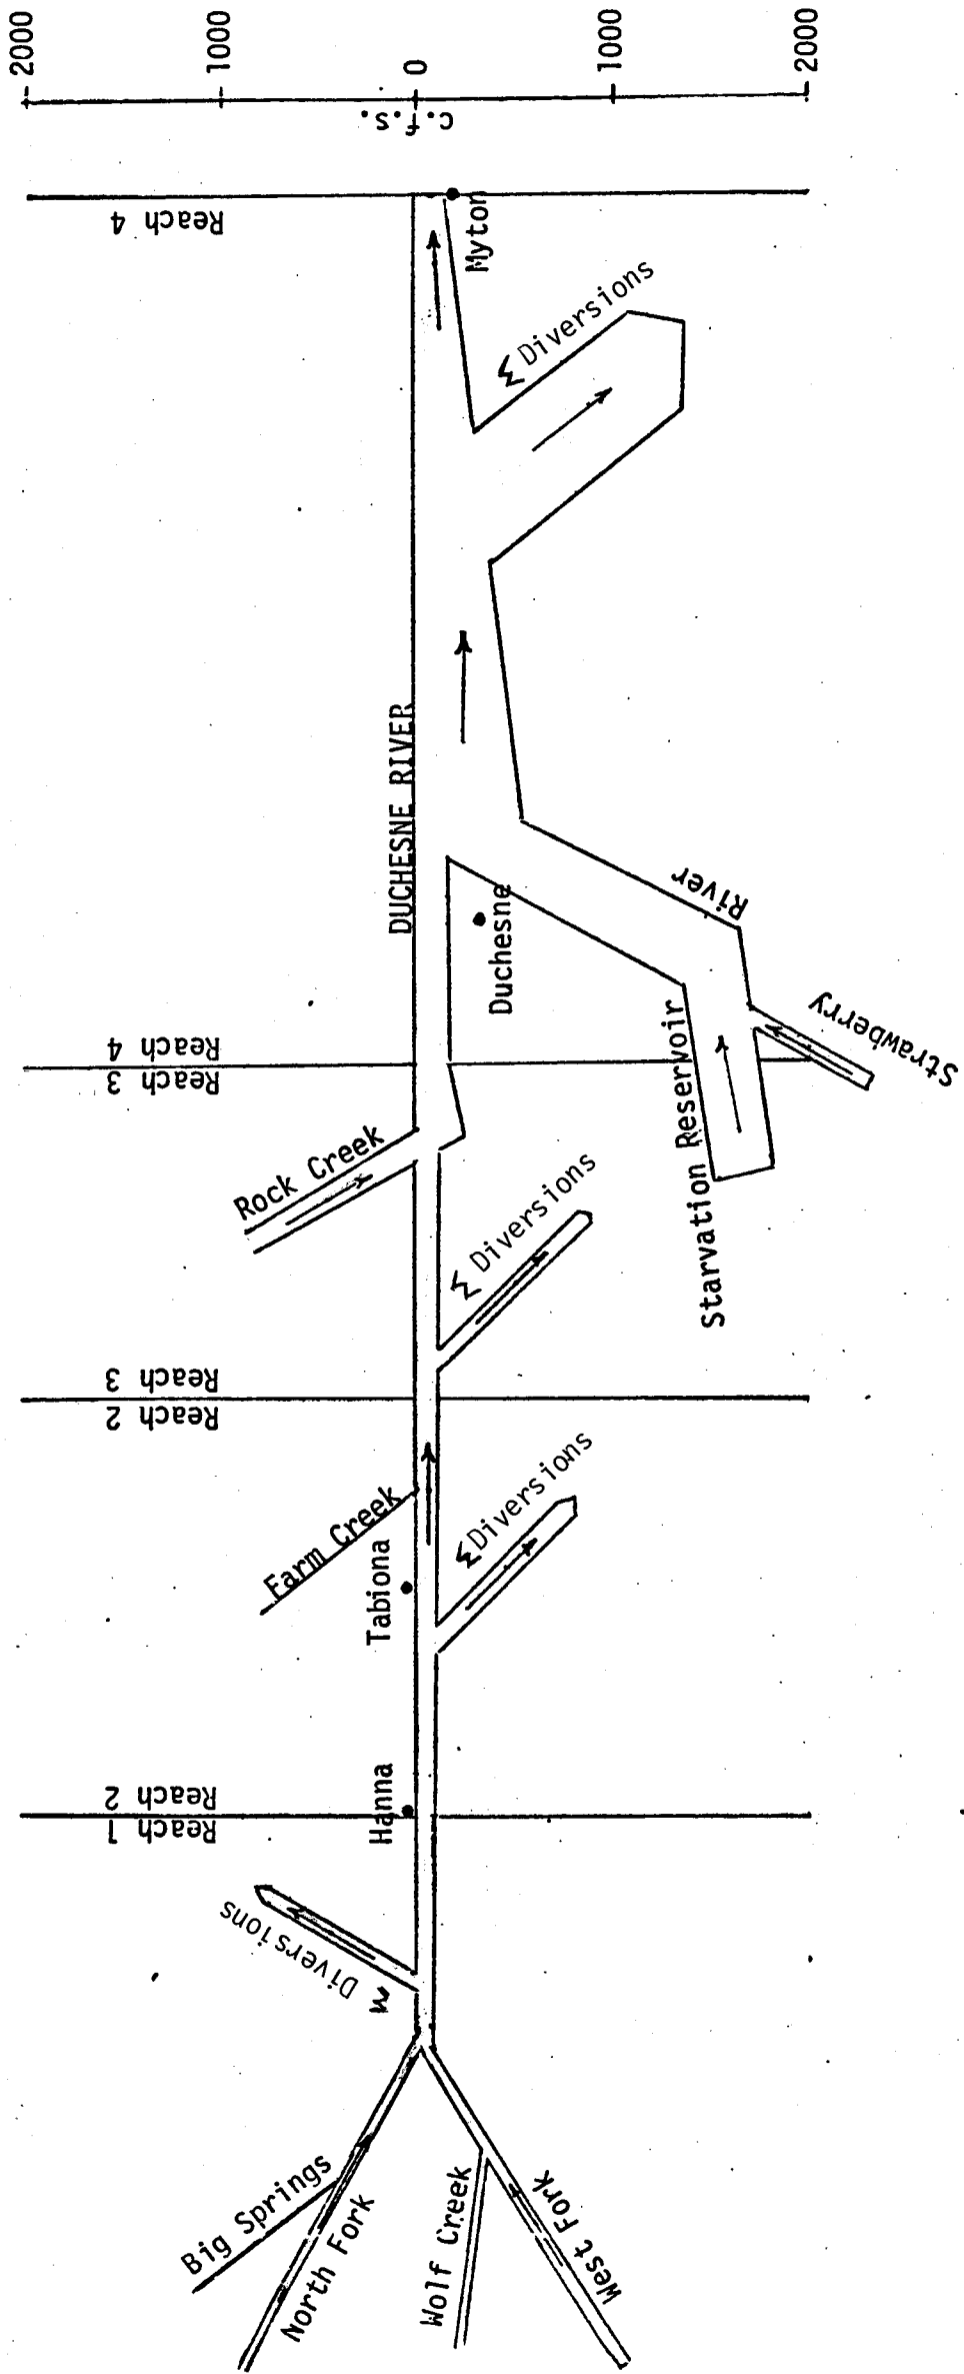 2000
1000
0
1000
2000
c.f.s.
Reach 4
Myton
Σ Diversions
DUCHESNE RIVER
River
Duchesne
Strawberry
Starvation Reservoir
Reach 4
Reach 3
Rock Creek
Σ Diversions
Reach 3
Reach 2
Farm Creek
Tabiona
ΣDiversions
Reach 2
Reach 1
Hanna
Σ Diversions
Big Springs
North Fork
Wolf Creek
West Fork